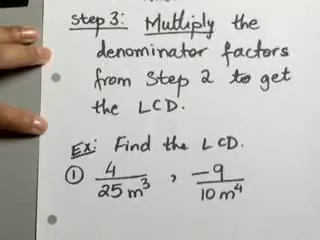 Step 3: Multiply the
denominator factors
from Step 2 to get
the LCD.
Ex: Find the LCD.
① 4/25m³ , -9/10m⁴